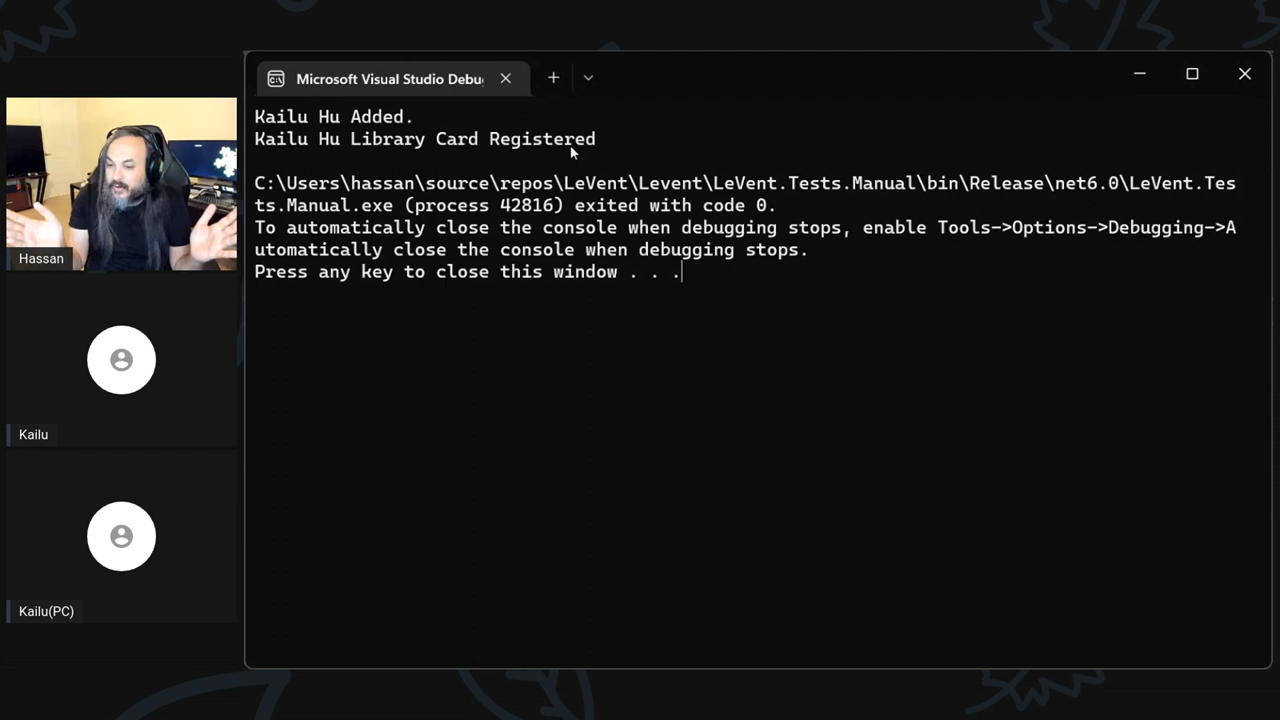 Microsoft Visual Studio Debu
Kailu Hu Added.
Kailu Hu Library Card Registered
C:\Users\hassan\source\repos\LeVent\Levent\LeVent.Tests.Manual\bin\Release\net6.0\LeVent.Tes
ts.Manual.exe (process 42816) exited with code 0.
To automatically close the console when debugging stops, enable Tools->Options->Debugging->A
utomatically close the console when debugging stops.
Press any key to close this window . . .
Hassan
Kailu
Kailu(PC)